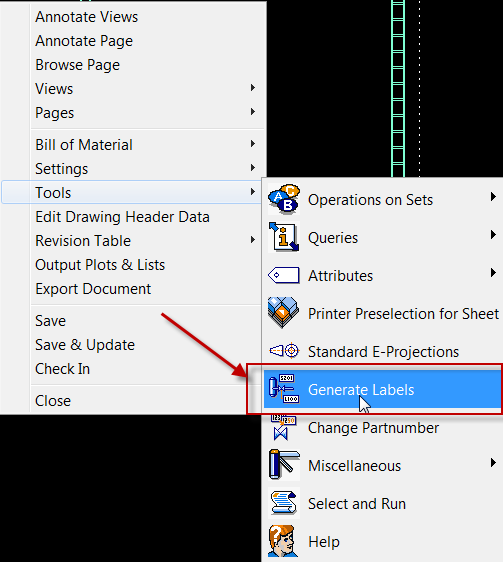 Annotate Views
Annotate Page
Browse Page
Views
Pages
Bill of Material
Settings
Tools
Edit Drawing Header Data
Revision Table
Output Plots & Lists
Export Document
Save
Save & Update
Check In
Close
Operations on Sets
Queries
Attributes
Printer Preselection for Sheet
Standard E-Projections
Generate Labels
Change Partnumber
Miscellaneous
Select and Run
Help